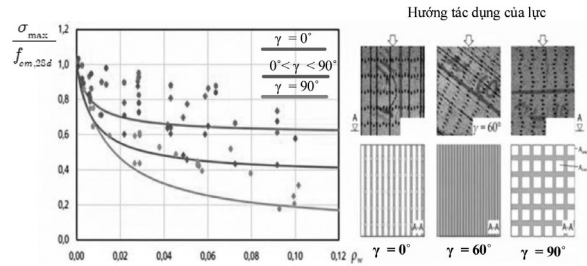 σmax
fcm,28d
1,2
1,0
0,8
0,6
0,4
0,2
0,0
0,00
0,02
0,04
0,06
0,08
0,10
0,12
ρw
γ = 0°
0°< γ < 90°
γ = 90°
Hướng tác dụng của lực
A
γ = 60°
A
A-A
A-A
A-A
γ = 0°
γ = 60°
γ = 90°